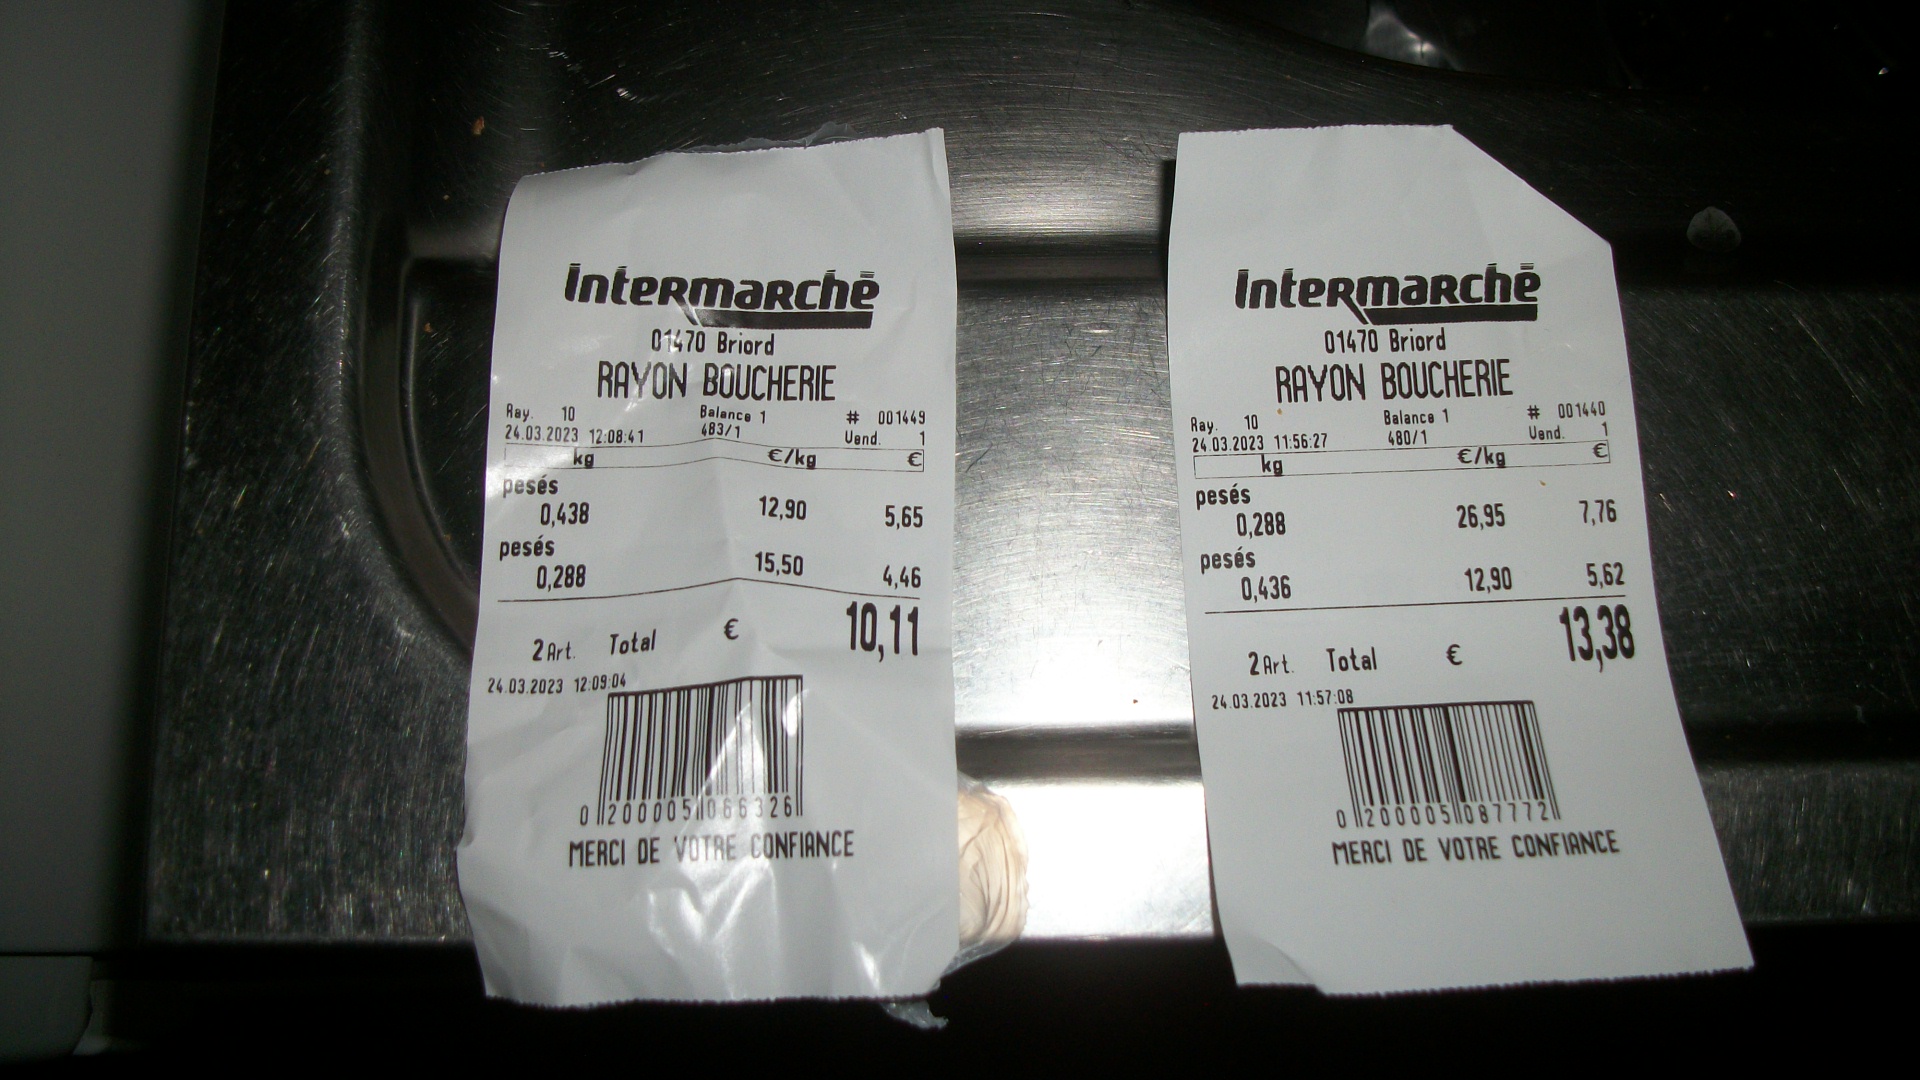 Intermarché
01470 Briord
RAYON BOUCHERIE
Ray. 10 Balance 1 # 001449
24.03.2023 12:08:41 483/1 Vend. 1
kg €/kg €
pesés
0,438 12,90 5,65
pesés
0,288 15,50 4,46
2 Art. Total € 10,11
24.03.2023 12:09:04
0 200005 066326
MERCI DE VOTRE CONFIANCE
Intermarché
01470 Briord
RAYON BOUCHERIE
Ray. 10 Balance 1 # 001440
24.03.2023 11:56:27 480/1 Vend. 1
kg €/kg €
pesés
0,288 26,95 7,76
pesés
0,436 12,90 5,62
2 Art. Total € 13,38
24.03.2023 11:57:08
0 200005 087772
MERCI DE VOTRE CONFIANCE